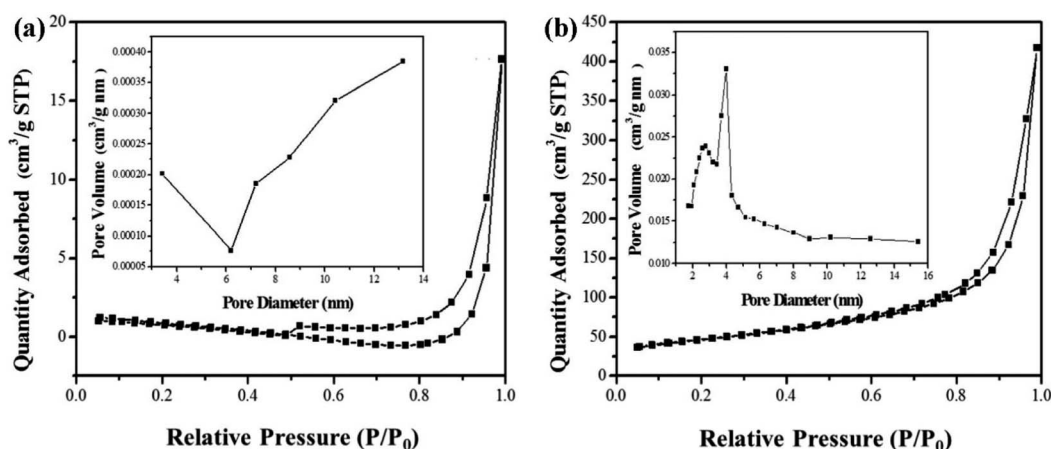 (a)
Quantity Adsorbed (cm³/g STP)
20
15
10
5
0
0.0 0.2 0.4 0.6 0.8 1.0
Relative Pressure (P/P₀)
Pore Volume (cm³/g nm)
0.00040
0.00035
0.00030
0.00025
0.00020
0.00015
0.00010
0.00005
4 6 8 10 12 14
Pore Diameter (nm)
(b)
Quantity Adsorbed (cm³/g STP)
450
400
350
300
250
200
150
100
50
0
0.0 0.2 0.4 0.6 0.8 1.0
Relative Pressure (P/P₀)
Pore Volume (cm³/g nm)
0.035
0.030
0.025
0.020
0.015
0.010
0 2 4 6 8 10 12 14 16
Pore Diameter (nm)